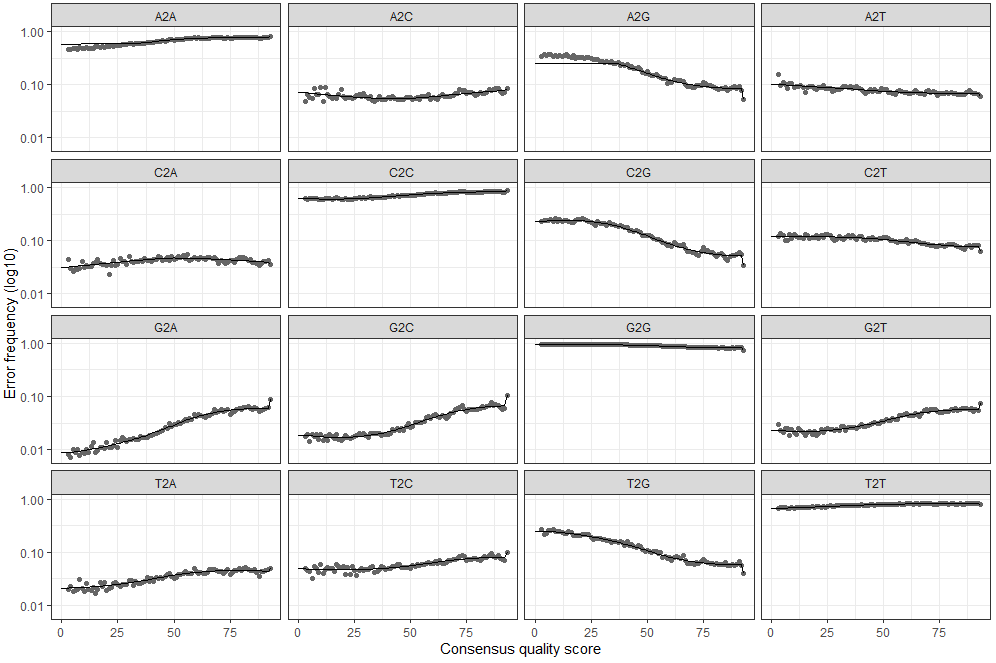 A2A A2C A2G A2T
1.00
0.10
0.01
C2A C2C C2G C2T
1.00
0.10
0.01
G2A G2C G2G G2T
1.00
0.10
0.01
T2A T2C T2G T2T
1.00
0.10
0.01
0 25 50 75 0 25 50 75 0 25 50 75 0 25 50 75
Consensus quality score
Error frequency (log10)